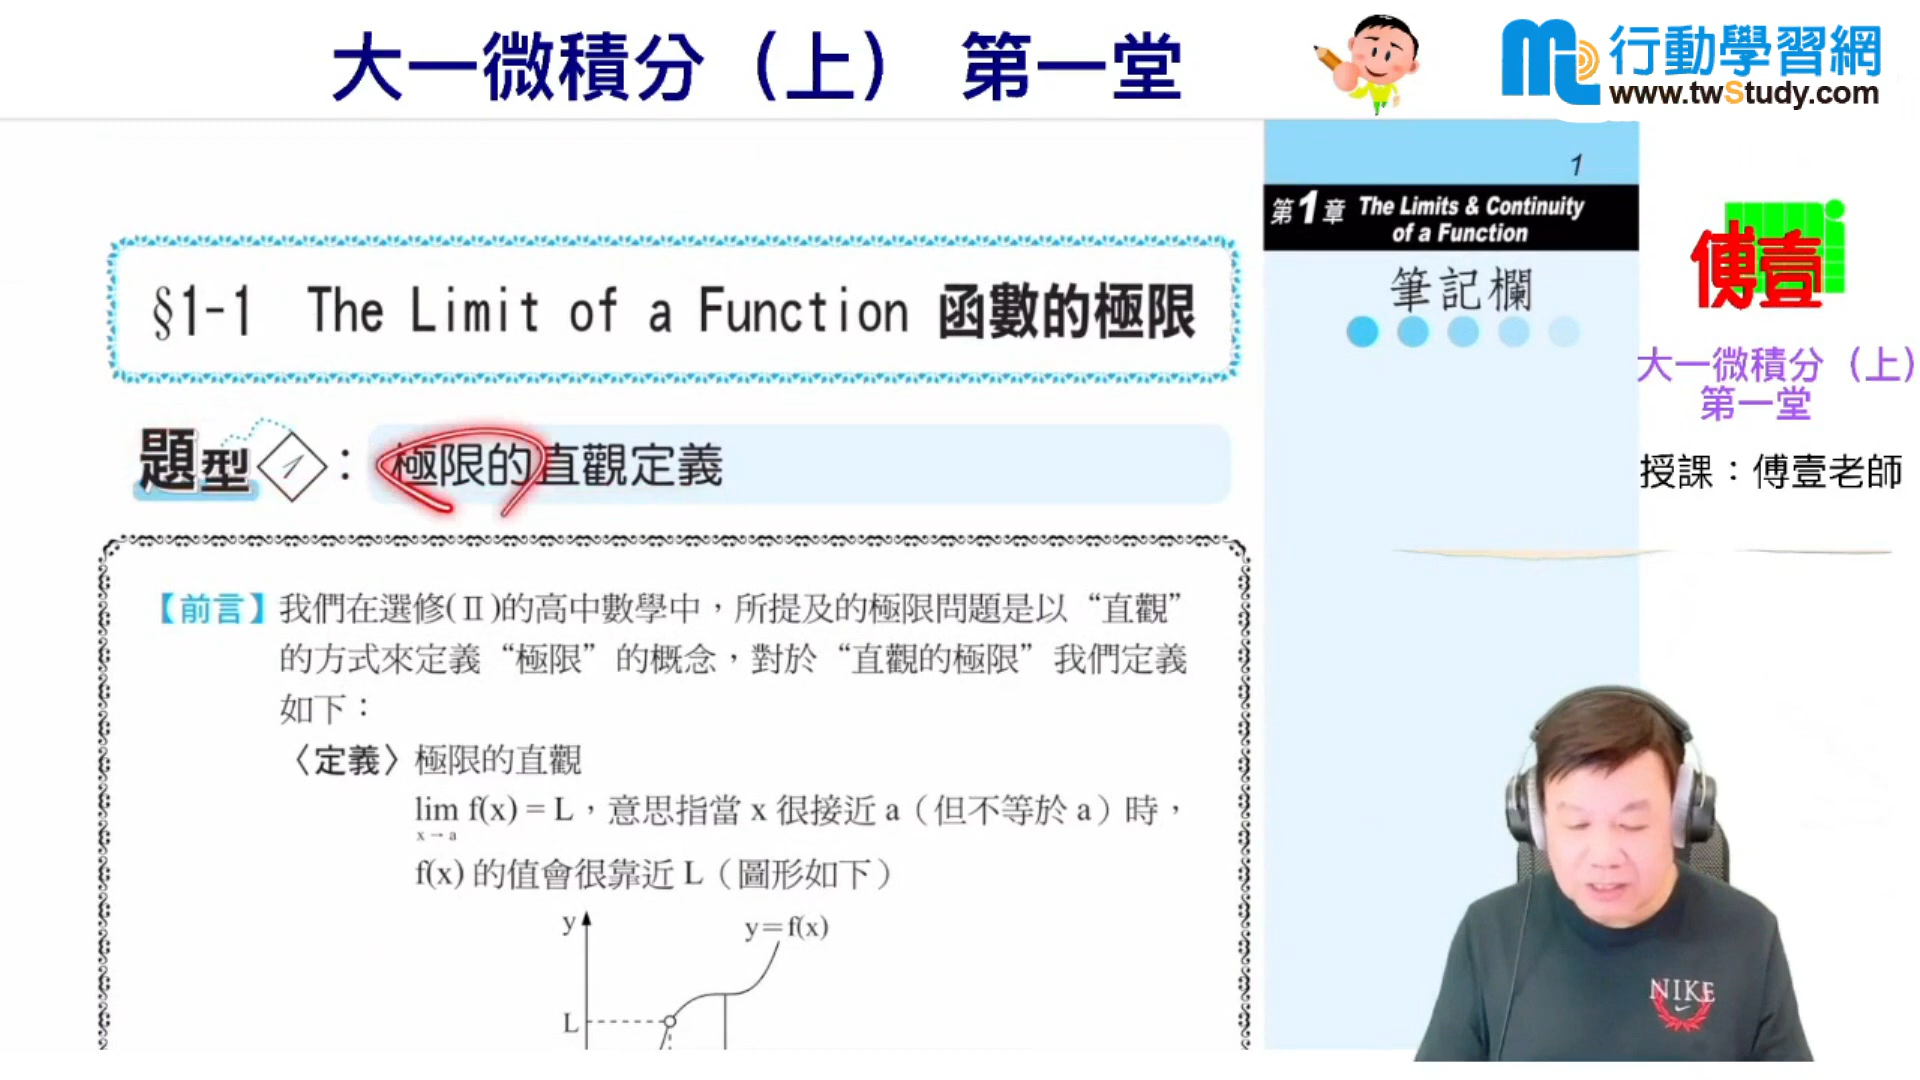 大一微積分（上） 第一堂
行動學習網
www.twStudy.com
1
第1章 The Limits & Continuity
of a Function
筆記欄
§1-1 The Limit of a Function 函數的極限
傅壹
大一微積分（上）
第一堂
授課：傅壹老師
題型1：極限的直觀定義
【前言】我們在選修(Ⅱ)的高中數學中，所提及的極限問題是以“直觀”
的方式來定義“極限”的概念，對於“直觀的極限”我們定義
如下：
〈定義〉極限的直觀
lim f(x) = L，意思指當 x 很接近 a（但不等於 a）時，
x→a
f(x) 的值會很靠近 L（圖形如下）
y
y=f(x)
L
NIKE